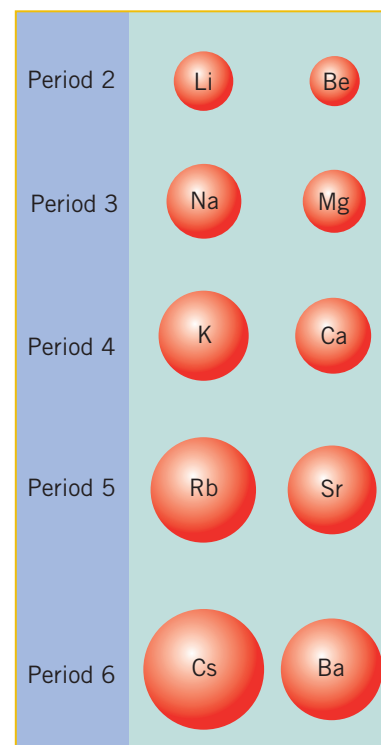 Period 2 Li Be
Period 3 Na Mg
Period 4 K Ca
Period 5 Rb Sr
Period 6 Cs Ba